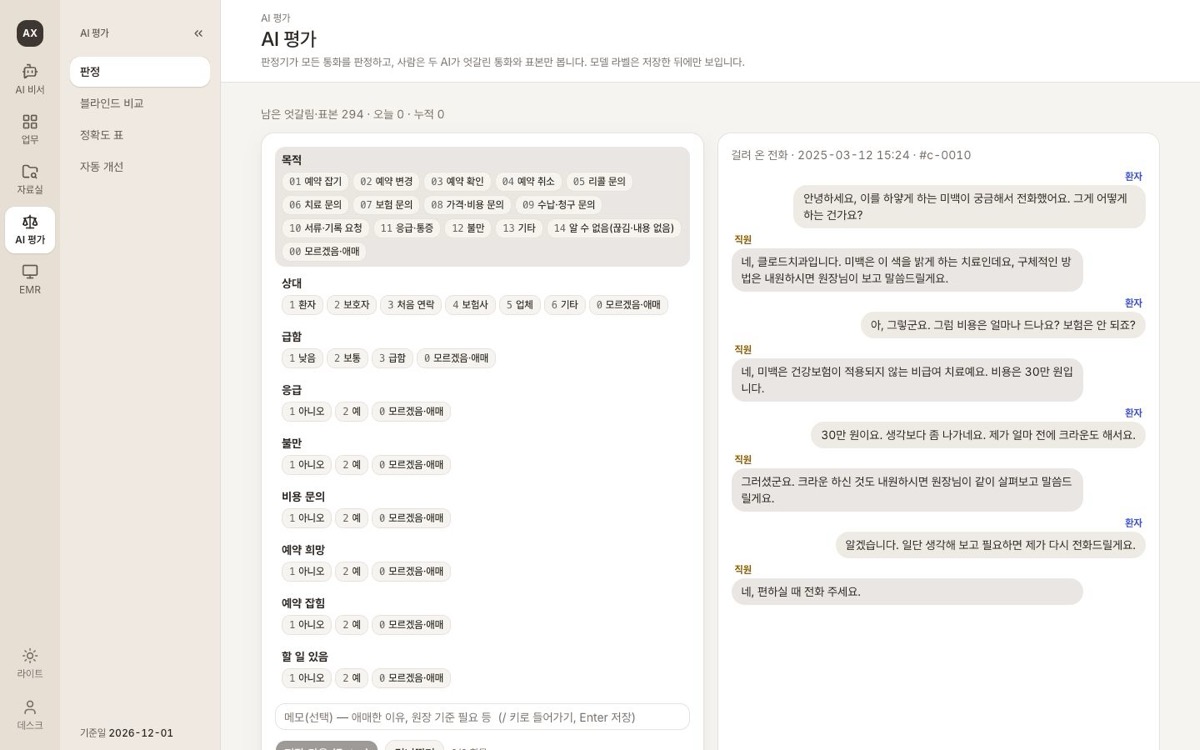 AX
AI 비서
업무
자료실
AI 평가
EMR
라이트
데스크
AI 평가
«
판정
블라인드 비교
정확도 표
자동 개선
기준일 2026-12-01
AI 평가
AI 평가
판정기가 모든 통화를 판정하고, 사람은 두 AI가 엇갈린 통화와 표본만 봅니다. 모델 라벨은 저장한 뒤에만 보입니다.
남은 엇갈림·표본 294 · 오늘 0 · 누적 0
목적
01 예약 잡기 02 예약 변경 03 예약 확인 04 예약 취소 05 리콜 문의
06 치료 문의 07 보험 문의 08 가격·비용 문의 09 수납·청구 문의
10 서류·기록 요청 11 응급·통증 12 불만 13 기타 14 알 수 없음(끊김·내용 없음)
00 모르겠음·애매
상대
1 환자 2 보호자 3 처음 연락 4 보험사 5 업체 6 기타 0 모르겠음·애매
급함
1 낮음 2 보통 3 급함 0 모르겠음·애매
응급
1 아니오 2 예 0 모르겠음·애매
불만
1 아니오 2 예 0 모르겠음·애매
비용 문의
1 아니오 2 예 0 모르겠음·애매
예약 희망
1 아니오 2 예 0 모르겠음·애매
예약 잡힘
1 아니오 2 예 0 모르겠음·애매
할 일 있음
1 아니오 2 예 0 모르겠음·애매
메모(선택) — 애매한 이유, 원장 기준 필요 등 (/ 키로 들어가기, Enter 저장)
걸려 온 전화 · 2025-03-12 15:24 · #c-0010
환자
안녕하세요, 이를 하얗게 하는 미백이 궁금해서 전화했어요. 그게 어떻게
하는 건가요?
직원
네, 클로드치과입니다. 미백은 이 색을 밝게 하는 치료인데요, 구체적인 방
법은 내원하시면 원장님이 보고 말씀드릴게요.
환자
아, 그렇군요. 그럼 비용은 얼마나 드나요? 보험은 안 되죠?
직원
네, 미백은 건강보험이 적용되지 않는 비급여 치료예요. 비용은 30만 원입
니다.
환자
30만 원이요. 생각보다 좀 나가네요. 제가 얼마 전에 크라운도 해서요.
직원
그러셨군요. 크라운 하신 것도 내원하시면 원장님이 같이 살펴보고 말씀드
릴게요.
환자
알겠습니다. 일단 생각해 보고 필요하면 제가 다시 전화드릴게요.
직원
네, 편하실 때 전화 주세요.